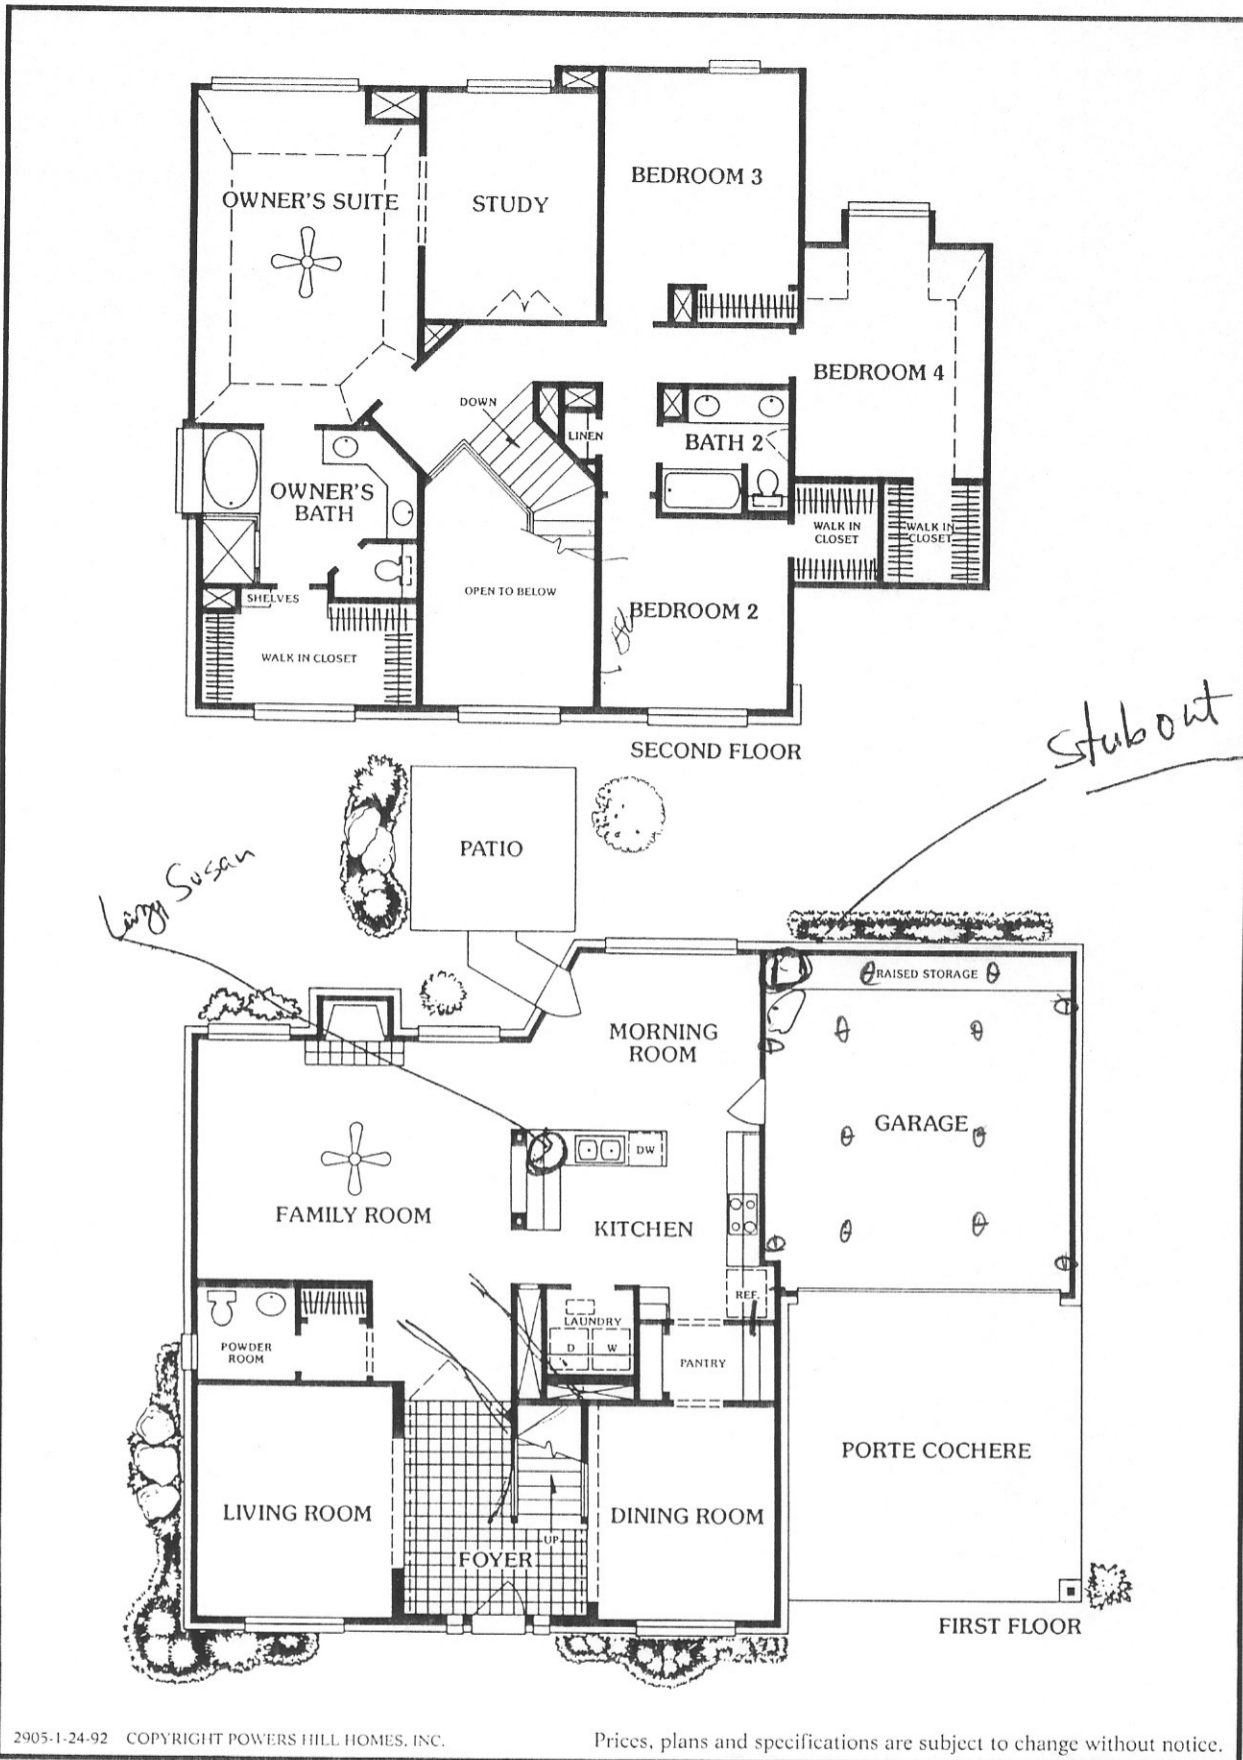 BEDROOM 3
OWNER'S SUITE
STUDY
BEDROOM 4
DOWN
LINEN
BATH 2
OWNER'S
BATH
WALK IN
CLOSET
WALK IN
CLOSET
SHELVES
OPEN TO BELOW
BEDROOM 2
WALK IN CLOSET
SECOND FLOOR
Stub out
PATIO
Lazy Susan
RAISED STORAGE
MORNING
ROOM
GARAGE
DW
FAMILY ROOM
KITCHEN
REF.
LAUNDRY
D W
POWDER
ROOM
PANTRY
PORTE COCHERE
LIVING ROOM
DINING ROOM
UP
FOYER
FIRST FLOOR
2905-1-24-92 COPYRIGHT POWERS HILL HOMES, INC.
Prices, plans and specifications are subject to change without notice.